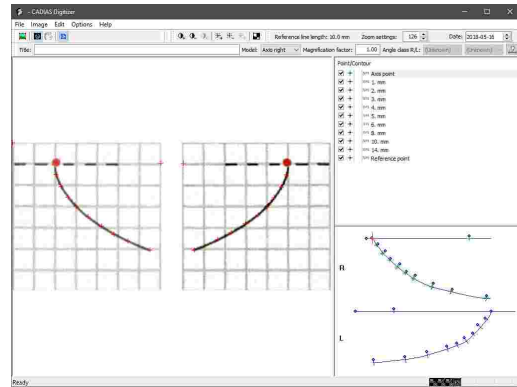 -- CADIAS Digitizer
File Image Edit Options Help
Reference line length: 10.0 mm Zoom settings: 126 Date: 2018-05-16
Title: Model: Axis right Magnification factor: 1.00 Angle class R/L: (Unknown) (Unknown)
Point/Contour
Axis point
1. mm
2. mm
3. mm
4. mm
5. mm
6. mm
8. mm
10. mm
14. mm
Reference point
R
L
Ready